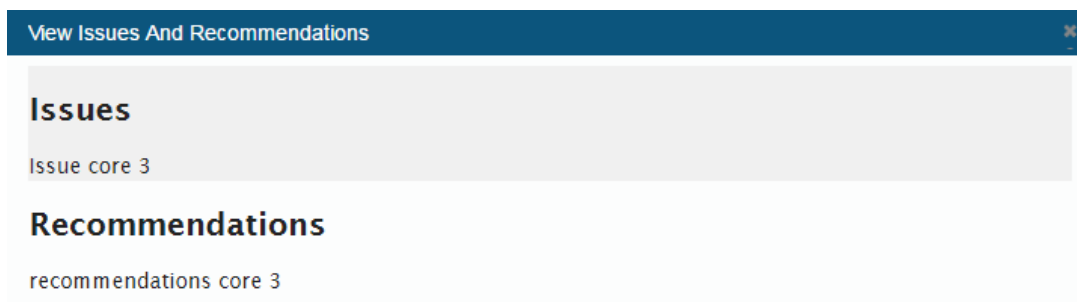 View Issues And Recommendations
Issues
Issue core 3
Recommendations
recommendations core 3